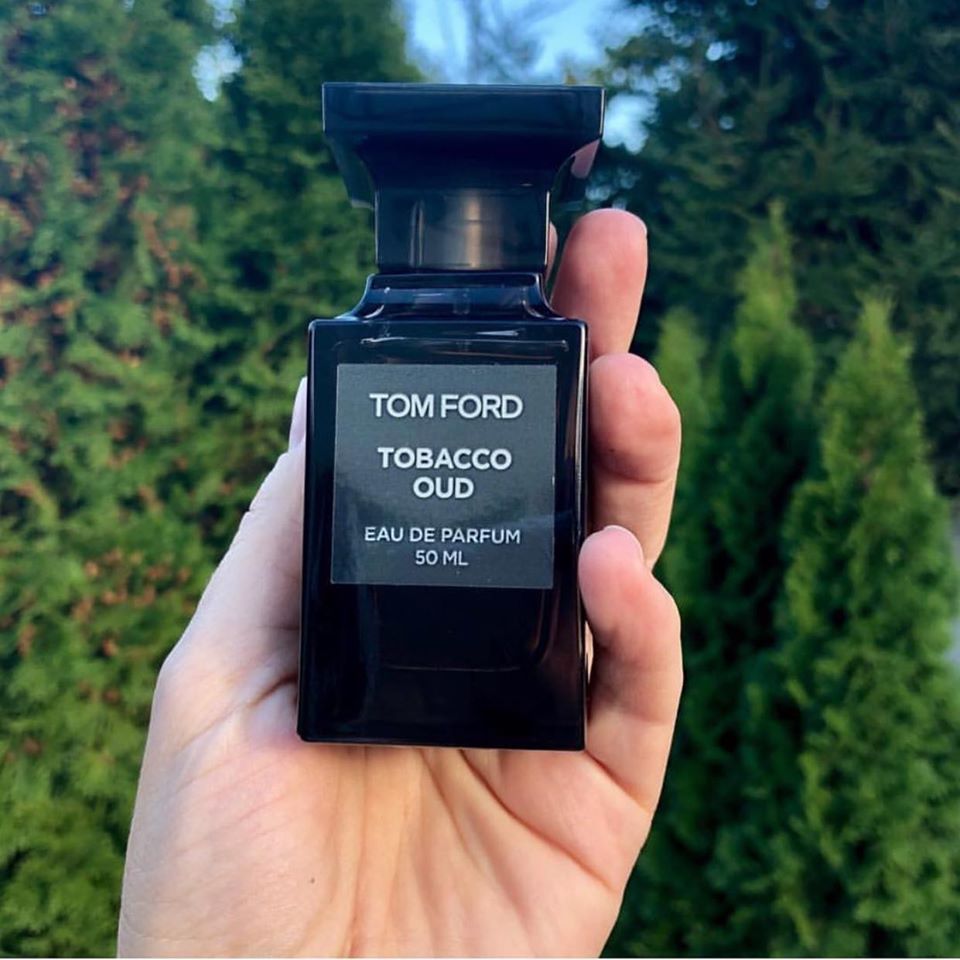 TOM FORD
TOBACCO
OUD
EAU DE PARFUM
50 ML